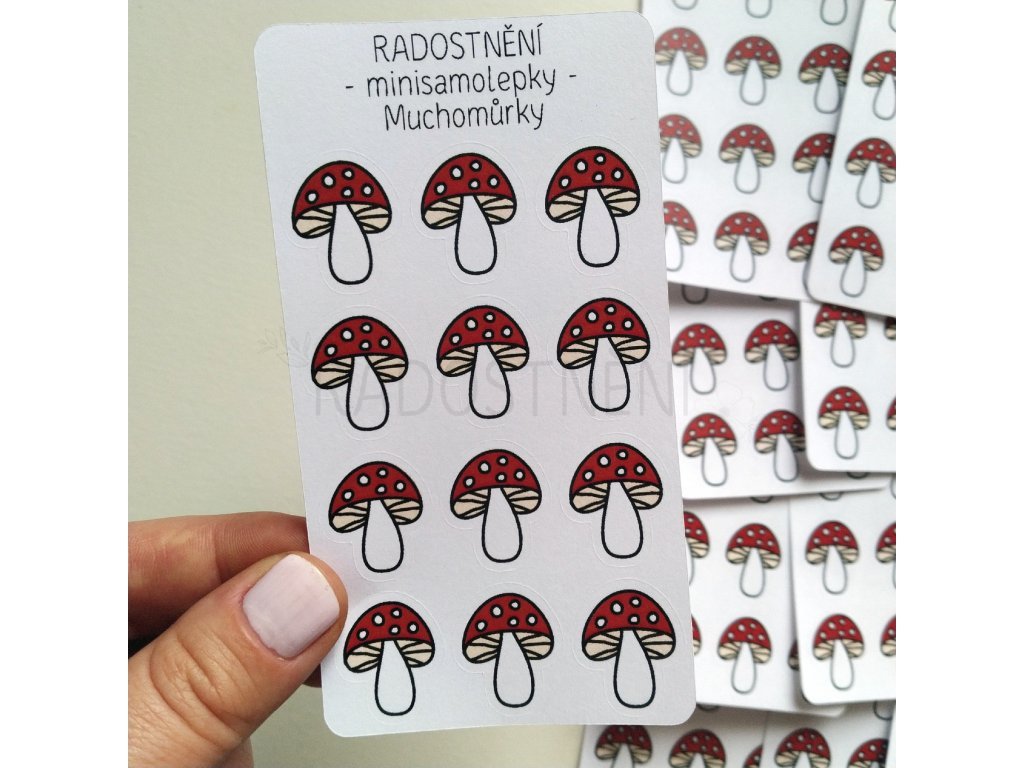 RADOSTNĚNÍ
- minisamolepky -
Muchomůrky
RADOSTNĚNÍ